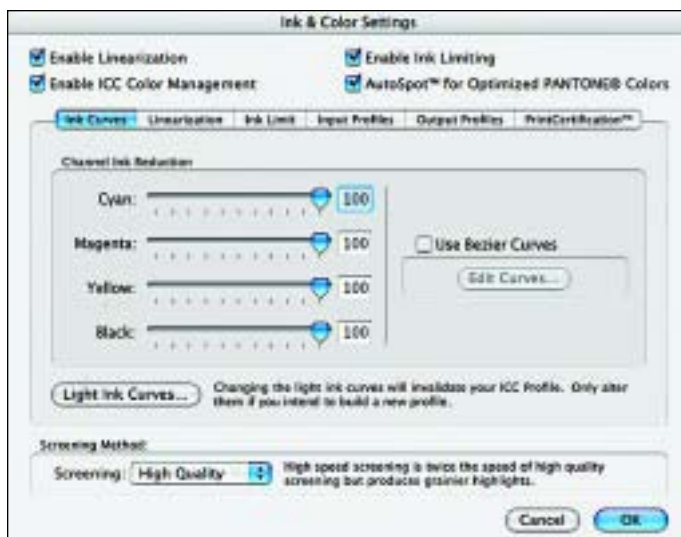 Ink & Color Settings
Enable Linearization
Enable Ink Limiting
Enable ICC Color Management
AutoSpot™ for Optimized PANTONE® Colors
Ink Curves Linearization Ink Limit Input Profiles Output Profiles PrintCertification™
Channel Ink Reduction
Cyan: 100
Magenta: 100
Use Bezier Curves
Edit Curves...
Yellow: 100
Black: 100
Light Ink Curves...
Changing the light ink curves will invalidate your ICC Profile. Only alter
them if you intend to build a new profile.
Screening Method:
Screening: High Quality
High speed screening is twice the speed of high quality
screening but produces grainier highlights.
Cancel OK